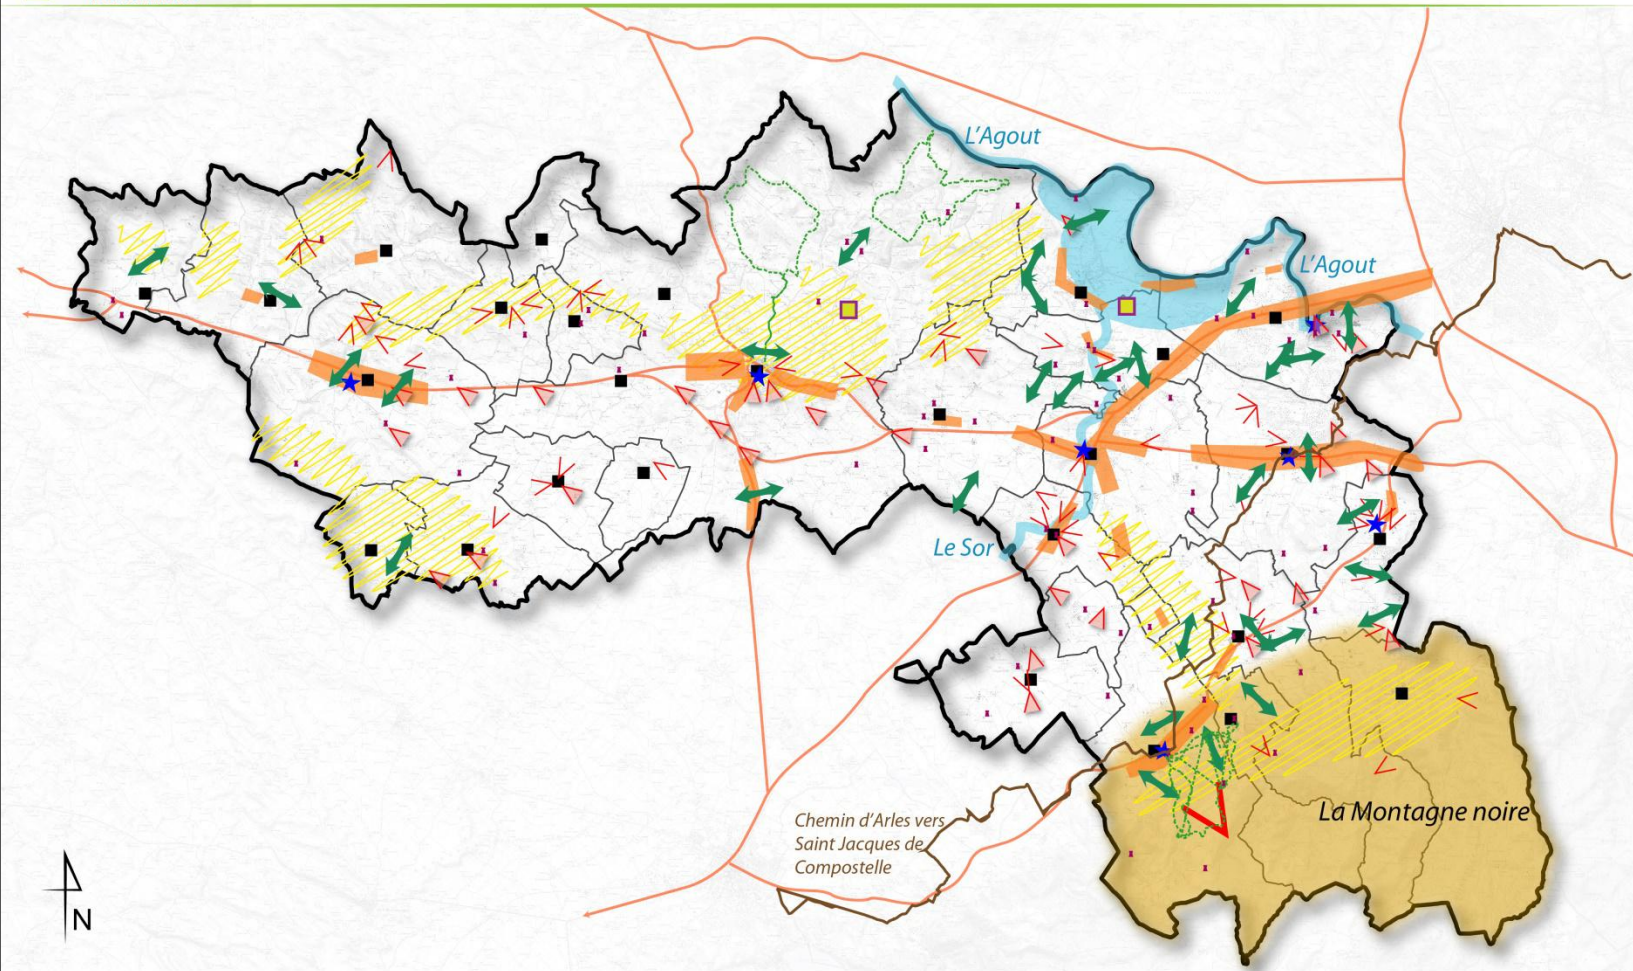 L'Agout
L'Agout
Le Sor
Chemin d'Arles vers
Saint Jacques de
Compostelle
La Montagne noire
N